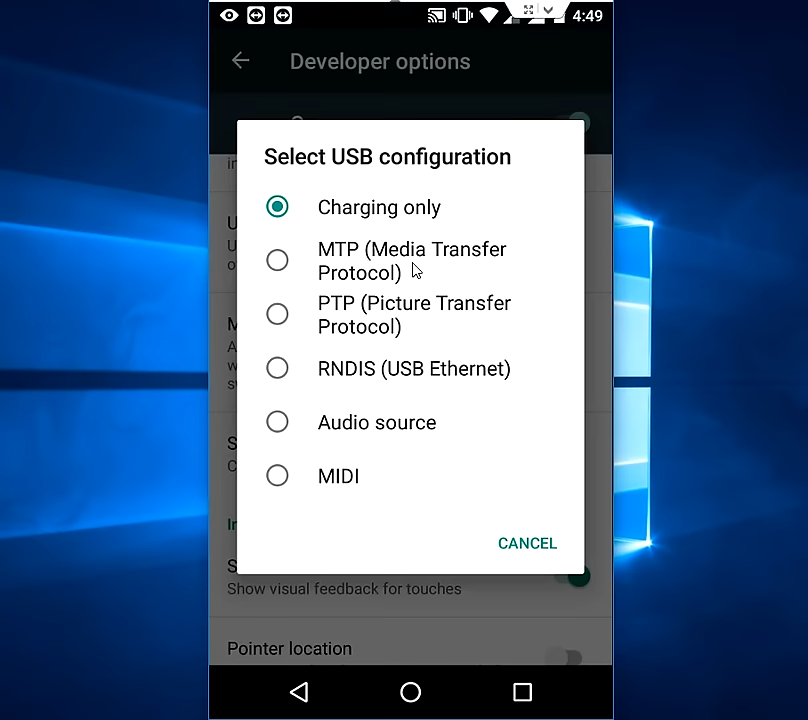 4:49
Developer options
Select USB configuration
Charging only
MTP (Media Transfer
Protocol)
PTP (Picture Transfer
Protocol)
RNDIS (USB Ethernet)
Audio source
MIDI
CANCEL
Show visual feedback for touches
Pointer location